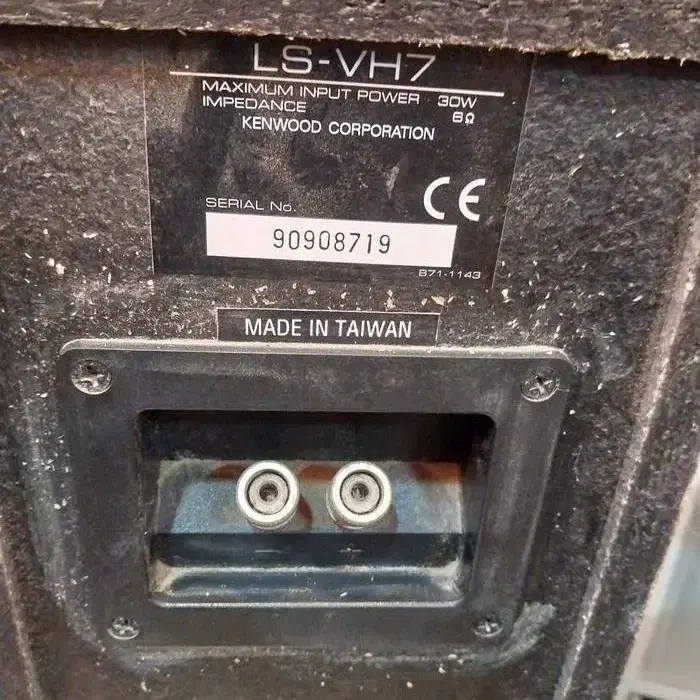 LS-VH7
MAXIMUM INPUT POWER 30W
IMPEDANCE 6Ω
KENWOOD CORPORATION
CE
SERIAL No.
90908719
B71-1143
MADE IN TAIWAN
- +